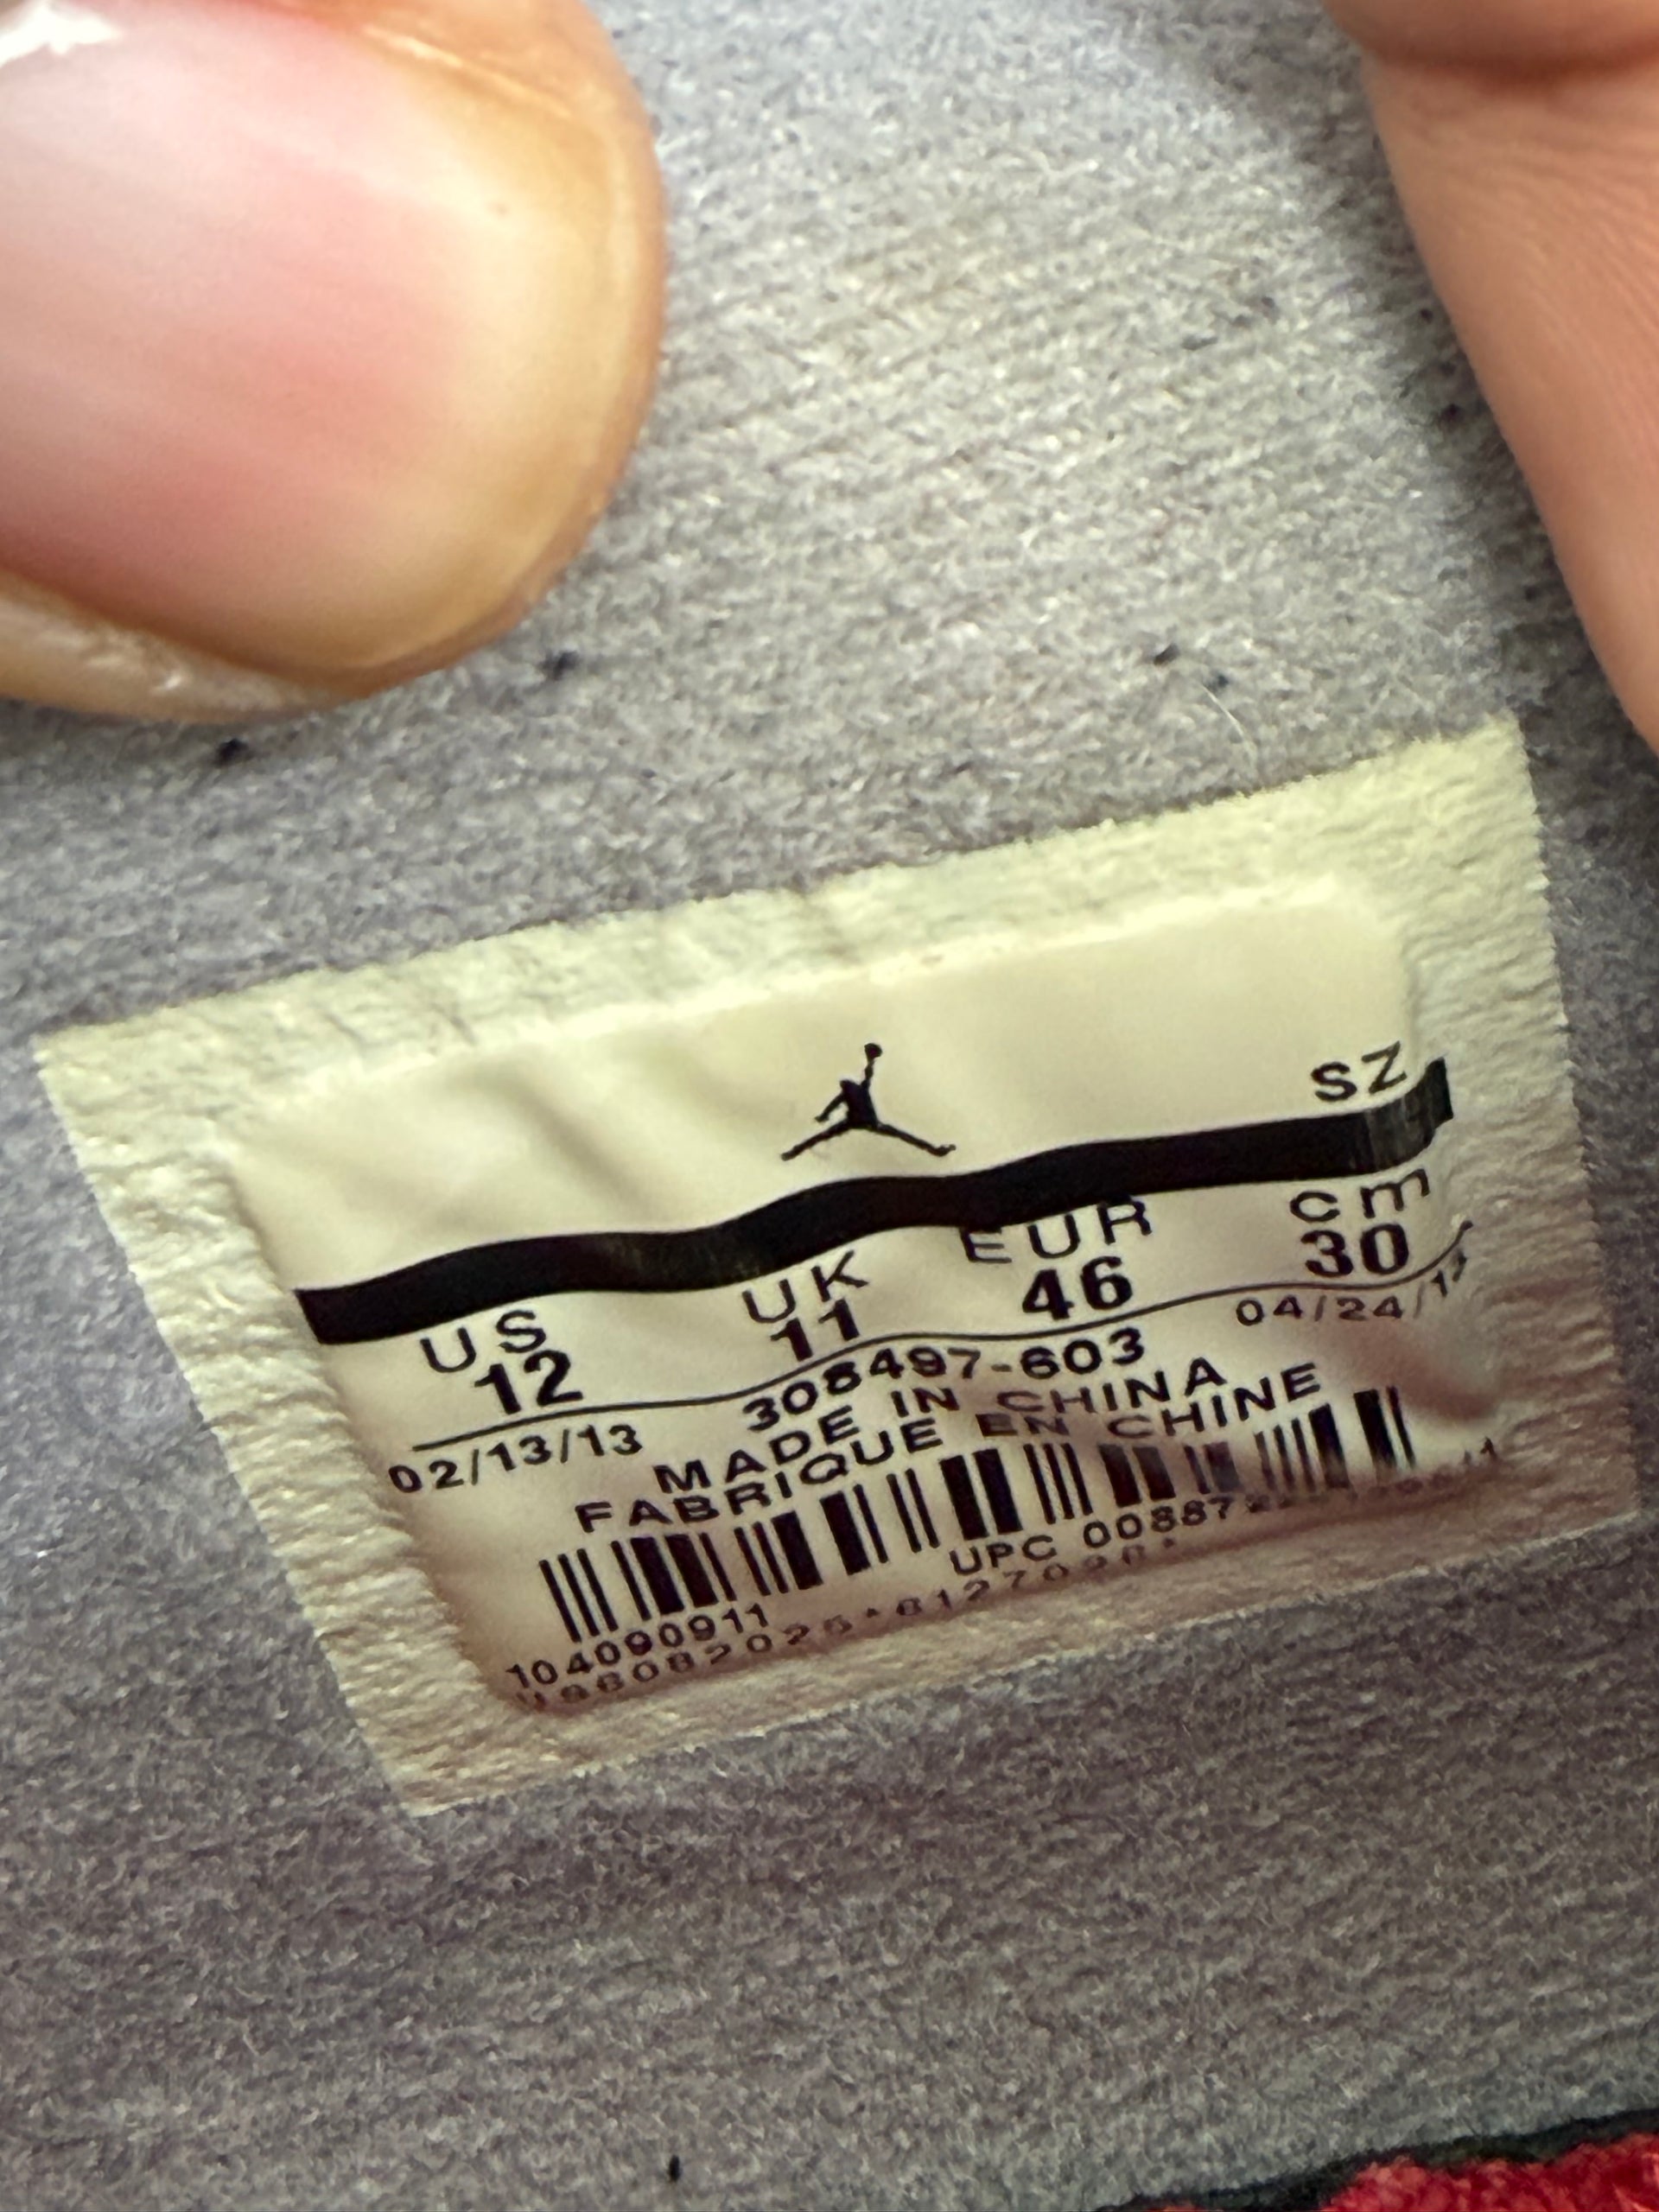 SZ
US UK EUR cm
12 11 46 30
02/13/13 308497-603 04/24/13
MADE IN CHINA
FABRIQUE EN CHINE
104090911 UPC